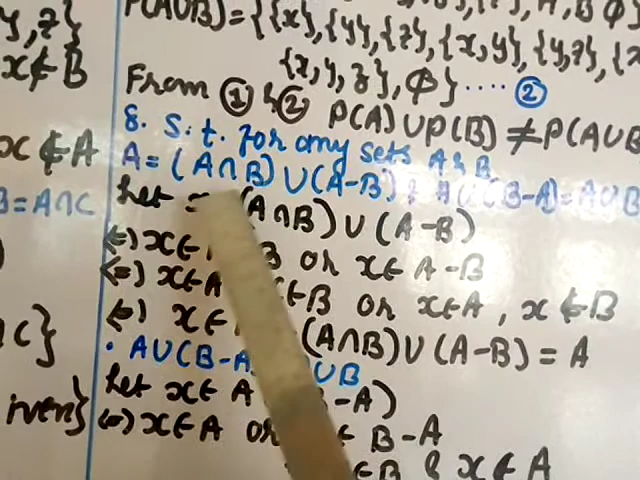 y, z}
x ∉ B
x ∉ A
B = A∩C
∩C}
iven}
P(A∪B) = {{x}, {y}, {z}, {x,y}, {y,z}, {x
{x, y, z}, ϕ} ..... ②
From ① & ② P(A) ∪ P(B) ≠ P(A∪B
8. S.t. for any sets A & B
A = (A∩B) ∪ (A-B) & A ∪ (B-A) = A∪B
Let (A∩B) ∪ (A-B)
⇔ x ∈ B or x ∈ A-B
⇔ x ∈ A ∈ B or x ∈ A, x ∉ B
⇔ x ∈ (A∩B) ∪ (A-B) = A
• A∪(B-A ∪B
Let x ∈ A -A)
⇔ x ∈ A or ∈ B-A
∈ B & x ∉ A